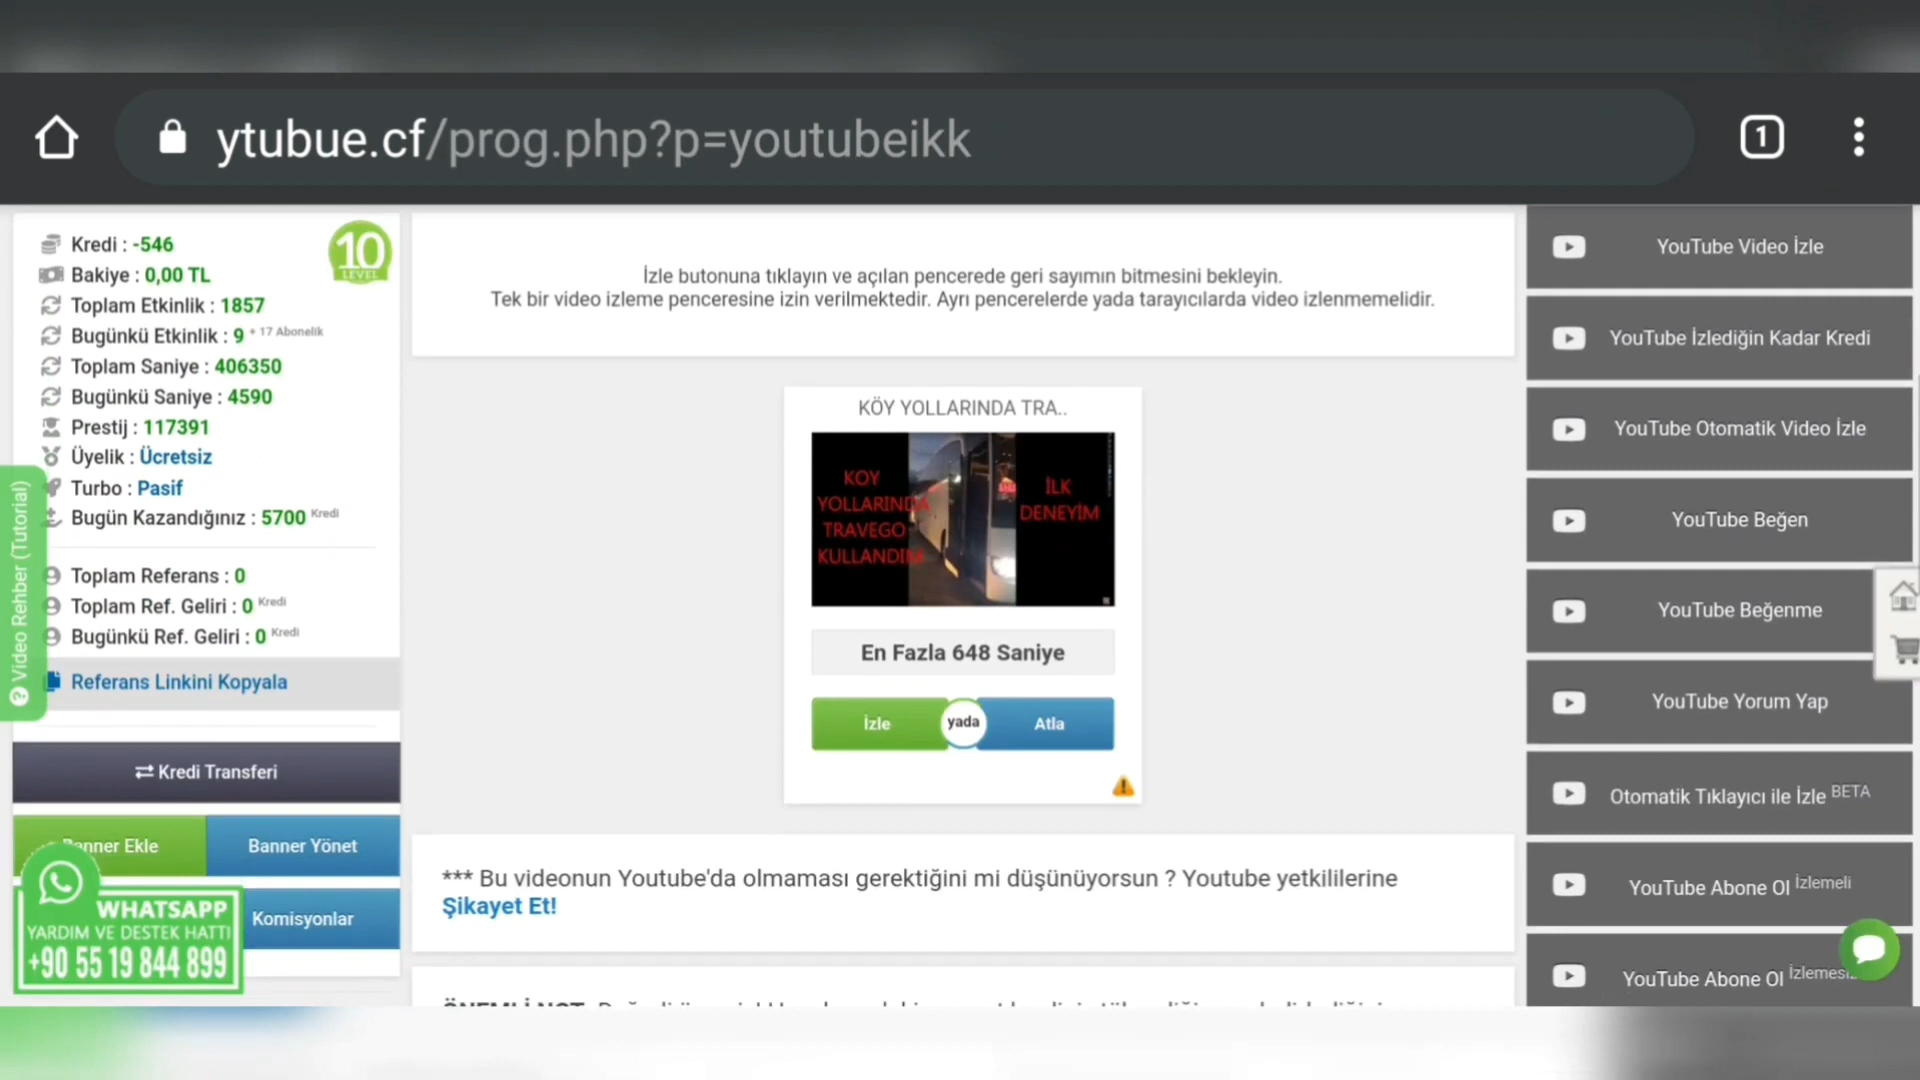 ytubue.cf/prog.php?p=youtubeikk
1
Kredi : -546
10
LEVEL
Bakiye : 0,00 TL
Toplam Etkinlik : 1857
Bugünkü Etkinlik : 9 + 17 Abonelik
Toplam Saniye : 406350
Bugünkü Saniye : 4590
Prestij : 117391
Üyelik : Ücretsiz
Turbo : Pasif
Bugün Kazandığınız : 5700 Kredi
Toplam Referans : 0
Toplam Ref. Geliri : 0 Kredi
Bugünkü Ref. Geliri : 0 Kredi
Referans Linkini Kopyala
Video Rehber (Tutorial)
Kredi Transferi
Banner Ekle
Banner Yönet
Komisyonlar
WHATSAPP
YARDIM VE DESTEK HATTI
+90 55 19 844 899
İzle butonuna tıklayın ve açılan pencerede geri sayımın bitmesini bekleyin.
Tek bir video izleme penceresine izin verilmektedir. Ayrı pencerelerde yada tarayıcılarda video izlenmemelidir.
KÖY YOLLARINDA TRA..
KOY
YOLLARINDA
TRAVEGO
KULLANDIM
İLK
DENEYİM
En Fazla 648 Saniye
İzle
yada
Atla
*** Bu videonun Youtube'da olmaması gerektiğini mi düşünüyorsun ? Youtube yetkililerine
Şikayet Et!
YouTube Video İzle
YouTube İzlediğin Kadar Kredi
YouTube Otomatik Video İzle
YouTube Beğen
YouTube Beğenme
YouTube Yorum Yap
Otomatik Tıklayıcı ile İzle BETA
YouTube Abone Ol İzlemeli
YouTube Abone Ol